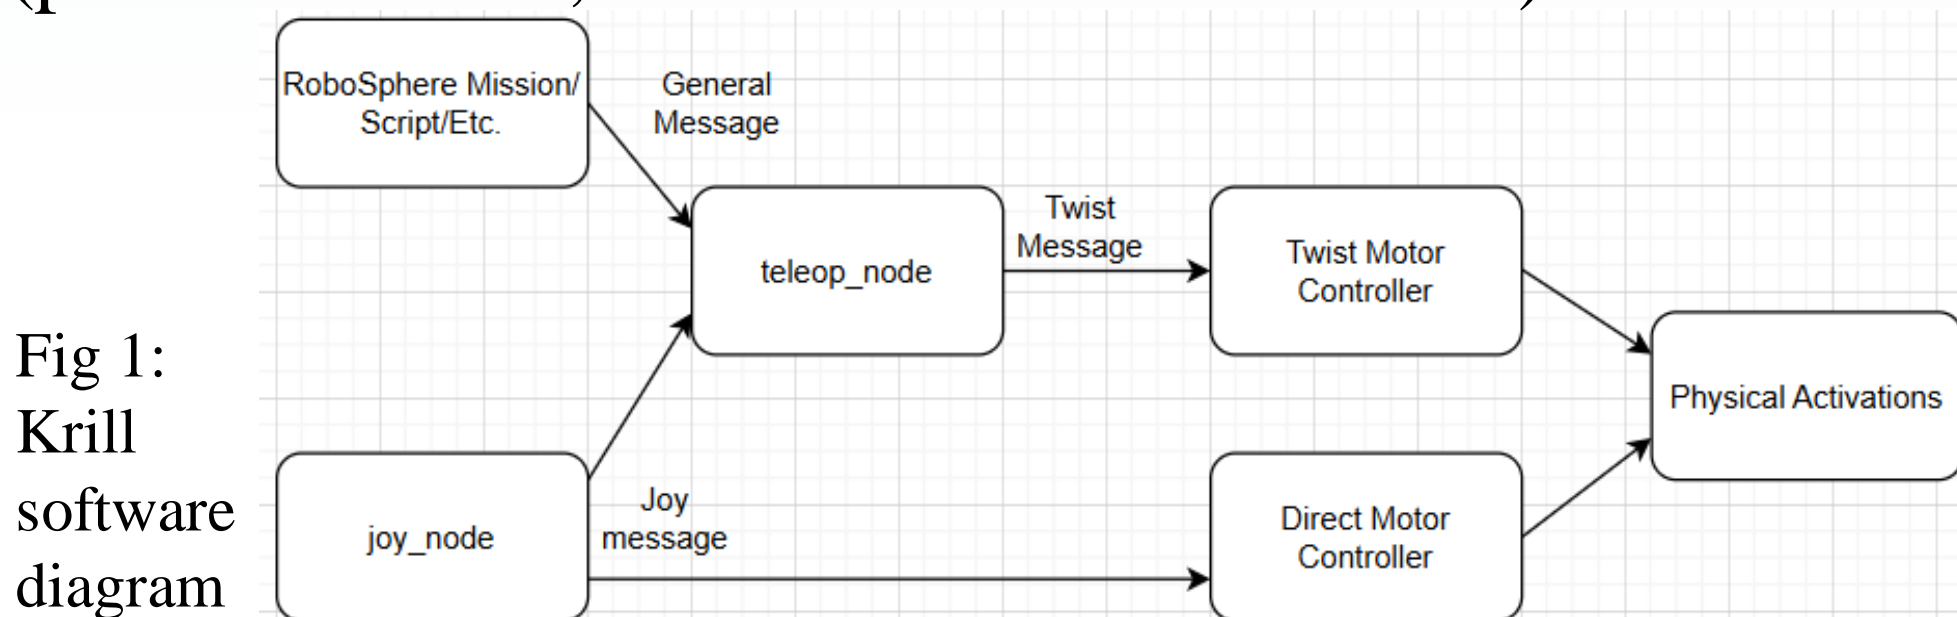 RoboSphere Mission/
Script/Etc.
General
Message
teleop_node
Twist
Message
Twist Motor
Controller
Physical Activations
joy_node
Joy
message
Direct Motor
Controller
Fig 1:
Krill
software
diagram